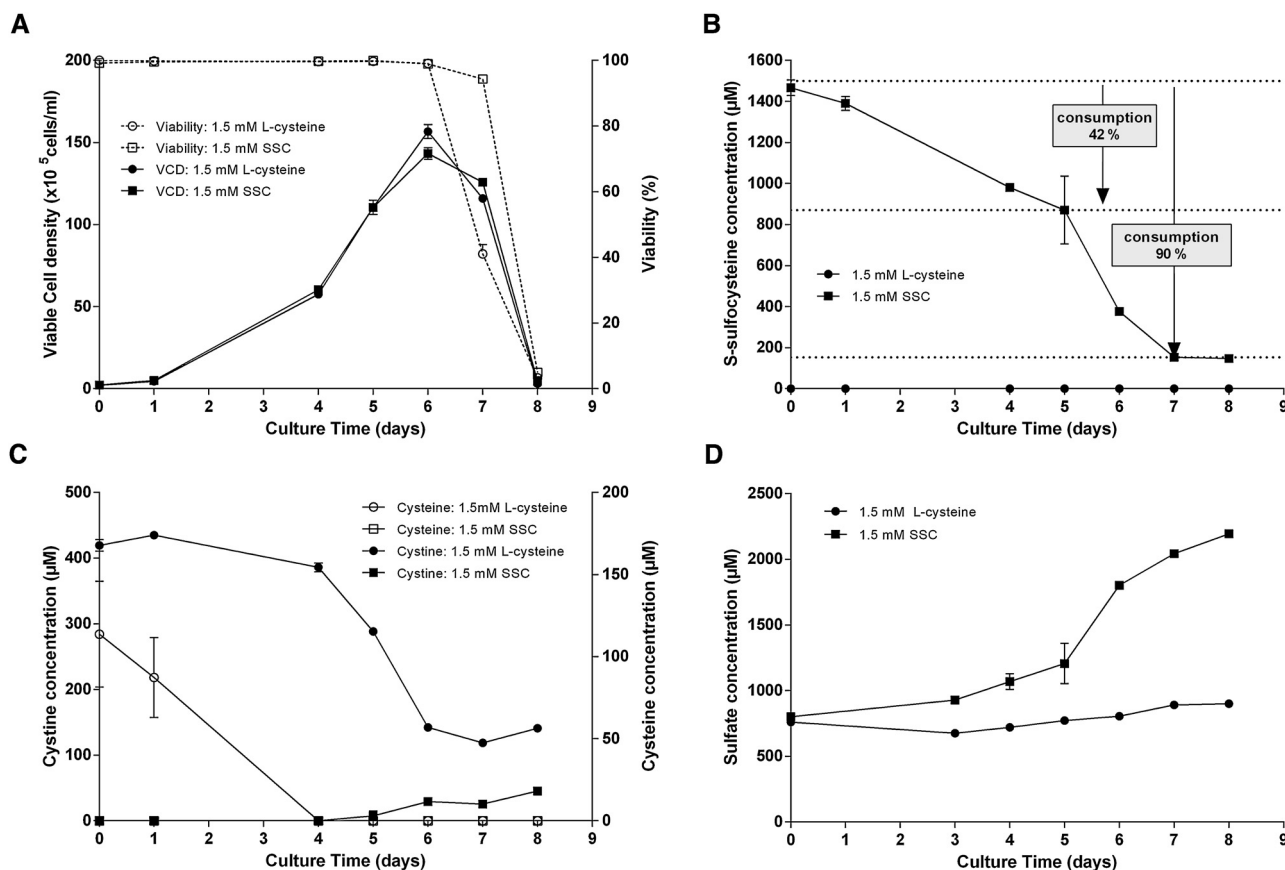 A
Viable Cell density (x10 5 cells/ml)
200
150
100
50
0
Viability: 1.5 mM L-cysteine
Viability: 1.5 mM SSC
VCD: 1.5 mM L-cysteine
VCD: 1.5 mM SSC
100
80
60
40
20
0
Viability (%)
0 1 2 3 4 5 6 7 8 9
Culture Time (days)
B
S-sulfocysteine concentration (µM)
1600
1400
1200
1000
800
600
400
200
0
consumption
42 %
consumption
90 %
1.5 mM L-cysteine
1.5 mM SSC
0 1 2 3 4 5 6 7 8 9
Culture Time (days)
C
Cystine concentration (µM)
500
400
300
200
100
0
Cysteine: 1.5mM L-cysteine
Cysteine: 1.5 mM SSC
Cystine: 1.5 mM L-cysteine
Cystine: 1.5 mM SSC
200
150
100
50
0
Cysteine concentration (µM)
0 1 2 3 4 5 6 7 8 9
Culture Time (days)
D
Sulfate concentration (µM)
2500
2000
1500
1000
500
0
1.5 mM L-cysteine
1.5 mM SSC
0 1 2 3 4 5 6 7 8 9
Culture Time (days)